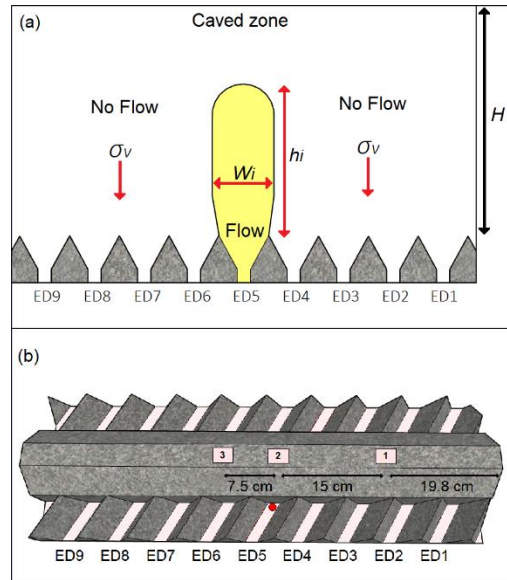 (a)
Caved zone
No Flow
No Flow
H
σv
σv
hi
Wi
Flow
ED9 ED8 ED7 ED6 ED5 ED4 ED3 ED2 ED1
(b)
3 2 1
7.5 cm 15 cm 19.8 cm
ED9 ED8 ED7 ED6 ED5 ED4 ED3 ED2 ED1